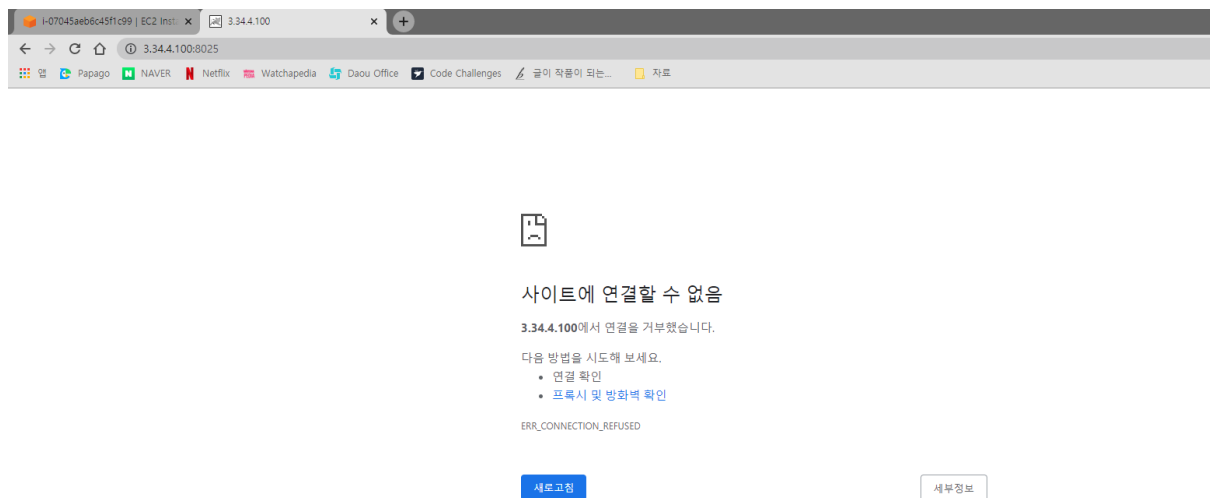 i-07045aeb6c45f1c99 | EC2 Inst
3.34.4.100
3.34.4.100:8025
앱 Papago NAVER Netflix Watchapedia Daou Office Code Challenges 글이 작품이 되는... 자료
사이트에 연결할 수 없음
3.34.4.100에서 연결을 거부했습니다.
다음 방법을 시도해 보세요.
• 연결 확인
• 프록시 및 방화벽 확인
ERR_CONNECTION_REFUSED
새로고침
세부정보